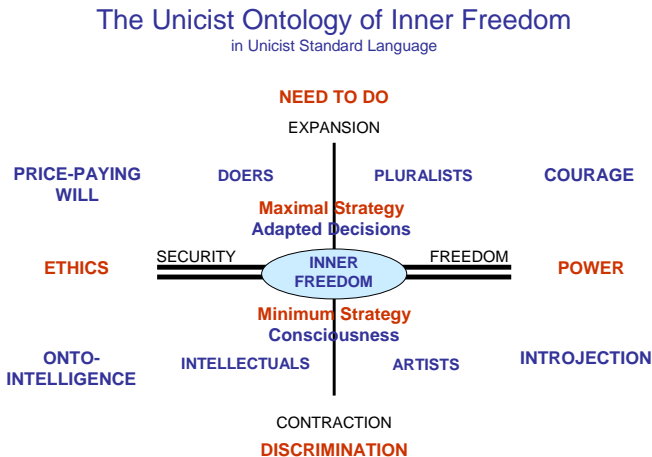 The Unicist Ontology of Inner Freedom
in Unicist Standard Language
NEED TO DO
EXPANSION
PRICE-PAYING
WILL
DOERS
PLURALISTS
COURAGE
Maximal Strategy
Adapted Decisions
ETHICS
SECURITY
INNER
FREEDOM
FREEDOM
POWER
Minimum Strategy
Consciousness
ONTO-
INTELLIGENCE
INTELLECTUALS
ARTISTS
INTROJECTION
CONTRACTION
DISCRIMINATION